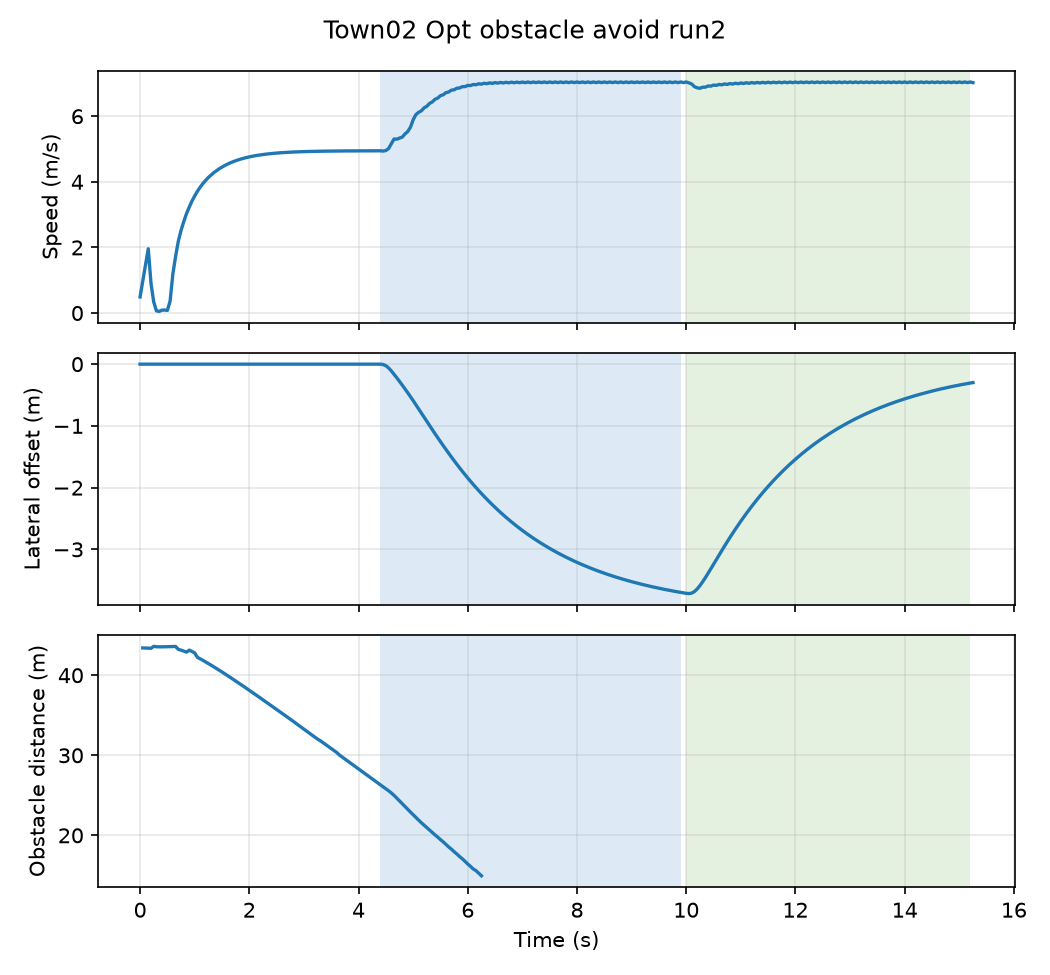 Town02 Opt obstacle avoid run2
Speed (m/s)
6
4
2
0
Lateral offset (m)
0
−1
−2
−3
Obstacle distance (m)
40
30
20
0 2 4 6 8 10 12 14 16
Time (s)